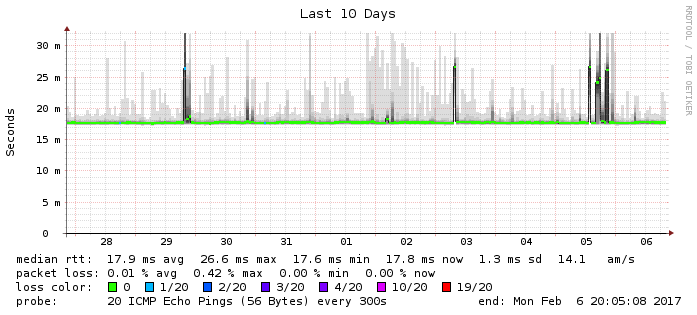 Last 10 Days
RRDTOOL / TOBI OETIKER
Seconds
30 m
25 m
20 m
15 m
10 m
5 m
0
28 29 30 31 01 02 03 04 05 06
median rtt: 17.9 ms avg 26.6 ms max 17.6 ms min 17.8 ms now 1.3 ms sd 14.1 am/s
packet loss: 0.01 % avg 0.42 % max 0.00 % min 0.00 % now
loss color: 0 1/20 2/20 3/20 4/20 10/20 19/20
probe: 20 ICMP Echo Pings (56 Bytes) every 300s end: Mon Feb 6 20:05:08 2017